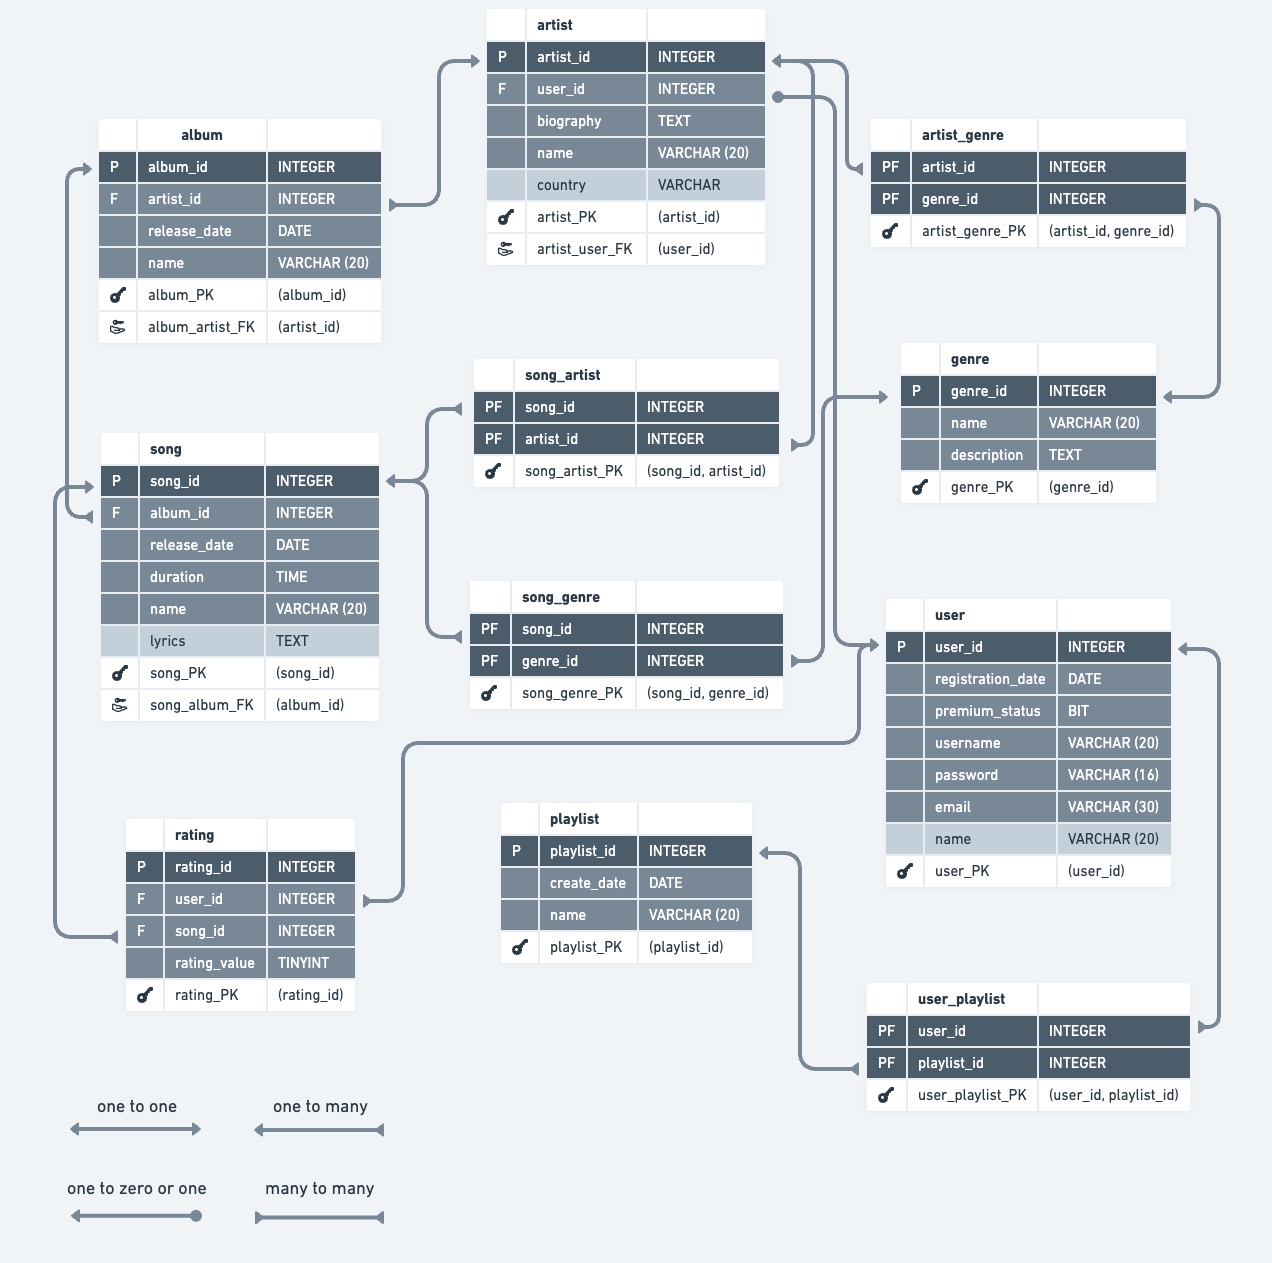 artist
P artist_id INTEGER
F user_id INTEGER
biography TEXT
name VARCHAR (20)
country VARCHAR
artist_PK (artist_id)
artist_user_FK (user_id)
album
P album_id INTEGER
F artist_id INTEGER
release_date DATE
name VARCHAR (20)
album_PK (album_id)
album_artist_FK (artist_id)
artist_genre
PF artist_id INTEGER
PF genre_id INTEGER
artist_genre_PK (artist_id, genre_id)
song_artist
PF song_id INTEGER
PF artist_id INTEGER
song_artist_PK (song_id, artist_id)
genre
P genre_id INTEGER
name VARCHAR (20)
description TEXT
genre_PK (genre_id)
song
P song_id INTEGER
F album_id INTEGER
release_date DATE
duration TIME
name VARCHAR (20)
lyrics TEXT
song_PK (song_id)
song_album_FK (album_id)
song_genre
PF song_id INTEGER
PF genre_id INTEGER
song_genre_PK (song_id, genre_id)
user
P user_id INTEGER
registration_date DATE
premium_status BIT
username VARCHAR (20)
password VARCHAR (16)
email VARCHAR (30)
name VARCHAR (20)
user_PK (user_id)
rating
P rating_id INTEGER
F user_id INTEGER
F song_id INTEGER
rating_value TINYINT
rating_PK (rating_id)
playlist
P playlist_id INTEGER
create_date DATE
name VARCHAR (20)
playlist_PK (playlist_id)
user_playlist
PF user_id INTEGER
PF playlist_id INTEGER
user_playlist_PK (user_id, playlist_id)
one to one
one to many
one to zero or one
many to many